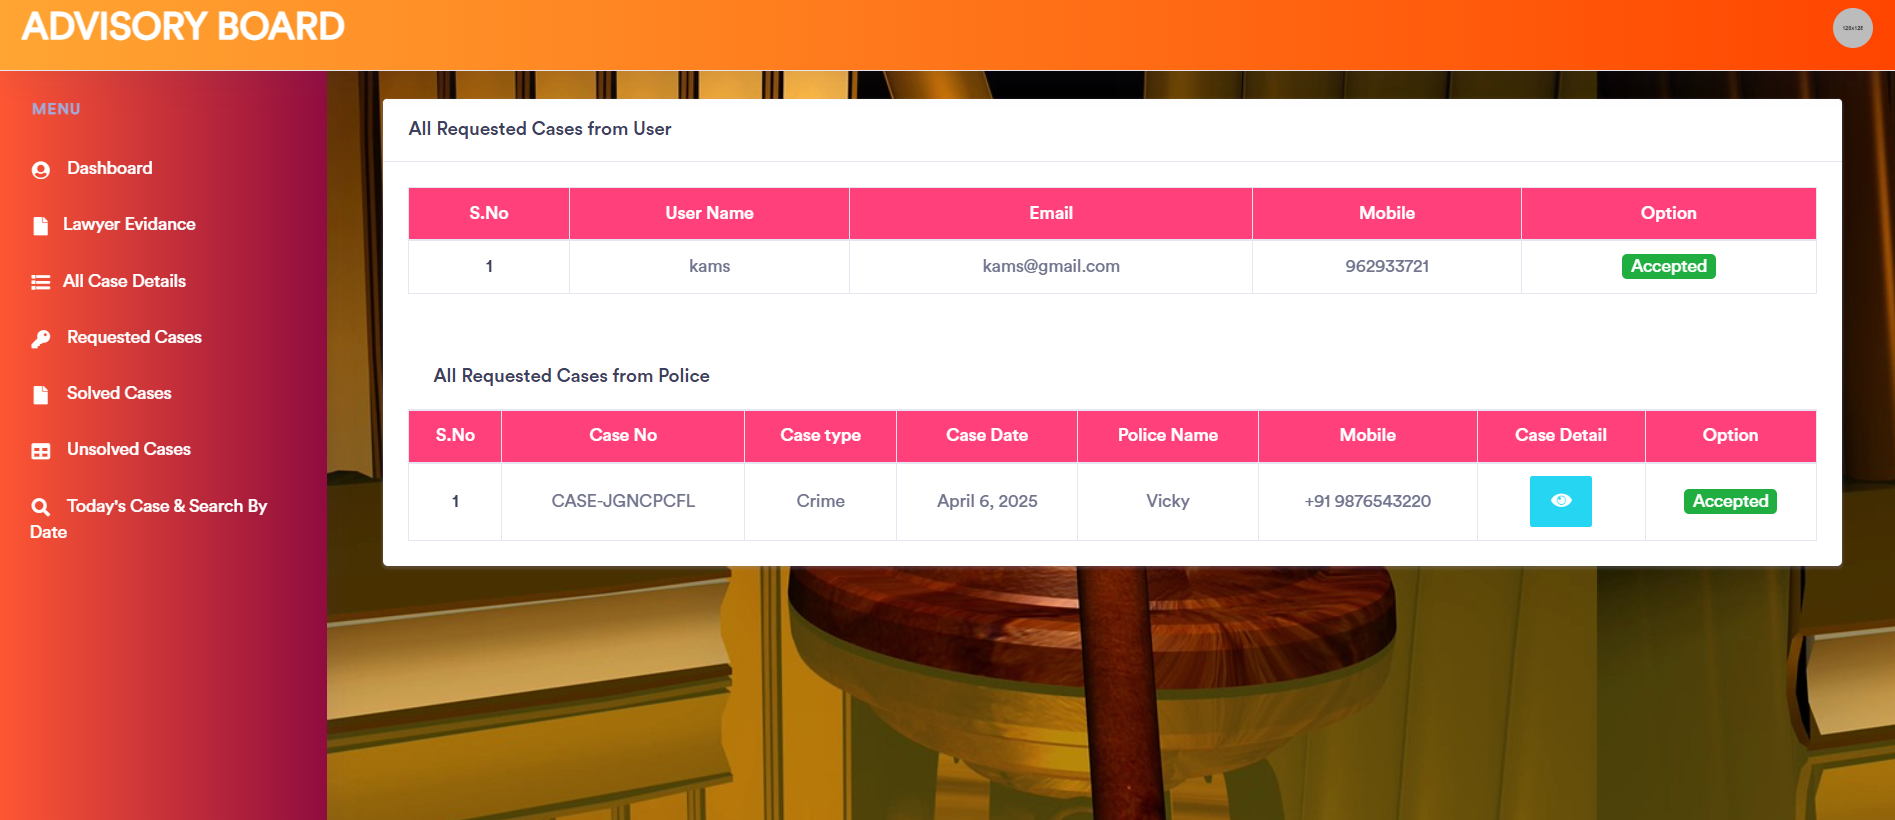 ADVISORY BOARD
128x128
MENU
Dashboard
Lawyer Evidance
All Case Details
Requested Cases
Solved Cases
Unsolved Cases
Today's Case & Search By
Date
All Requested Cases from User
S.No User Name Email Mobile Option
1 kams kams@gmail.com 962933721 Accepted
All Requested Cases from Police
S.No Case No Case type Case Date Police Name Mobile Case Detail Option
1 CASE-JGNCPCFL Crime April 6, 2025 Vicky +91 9876543220 Accepted